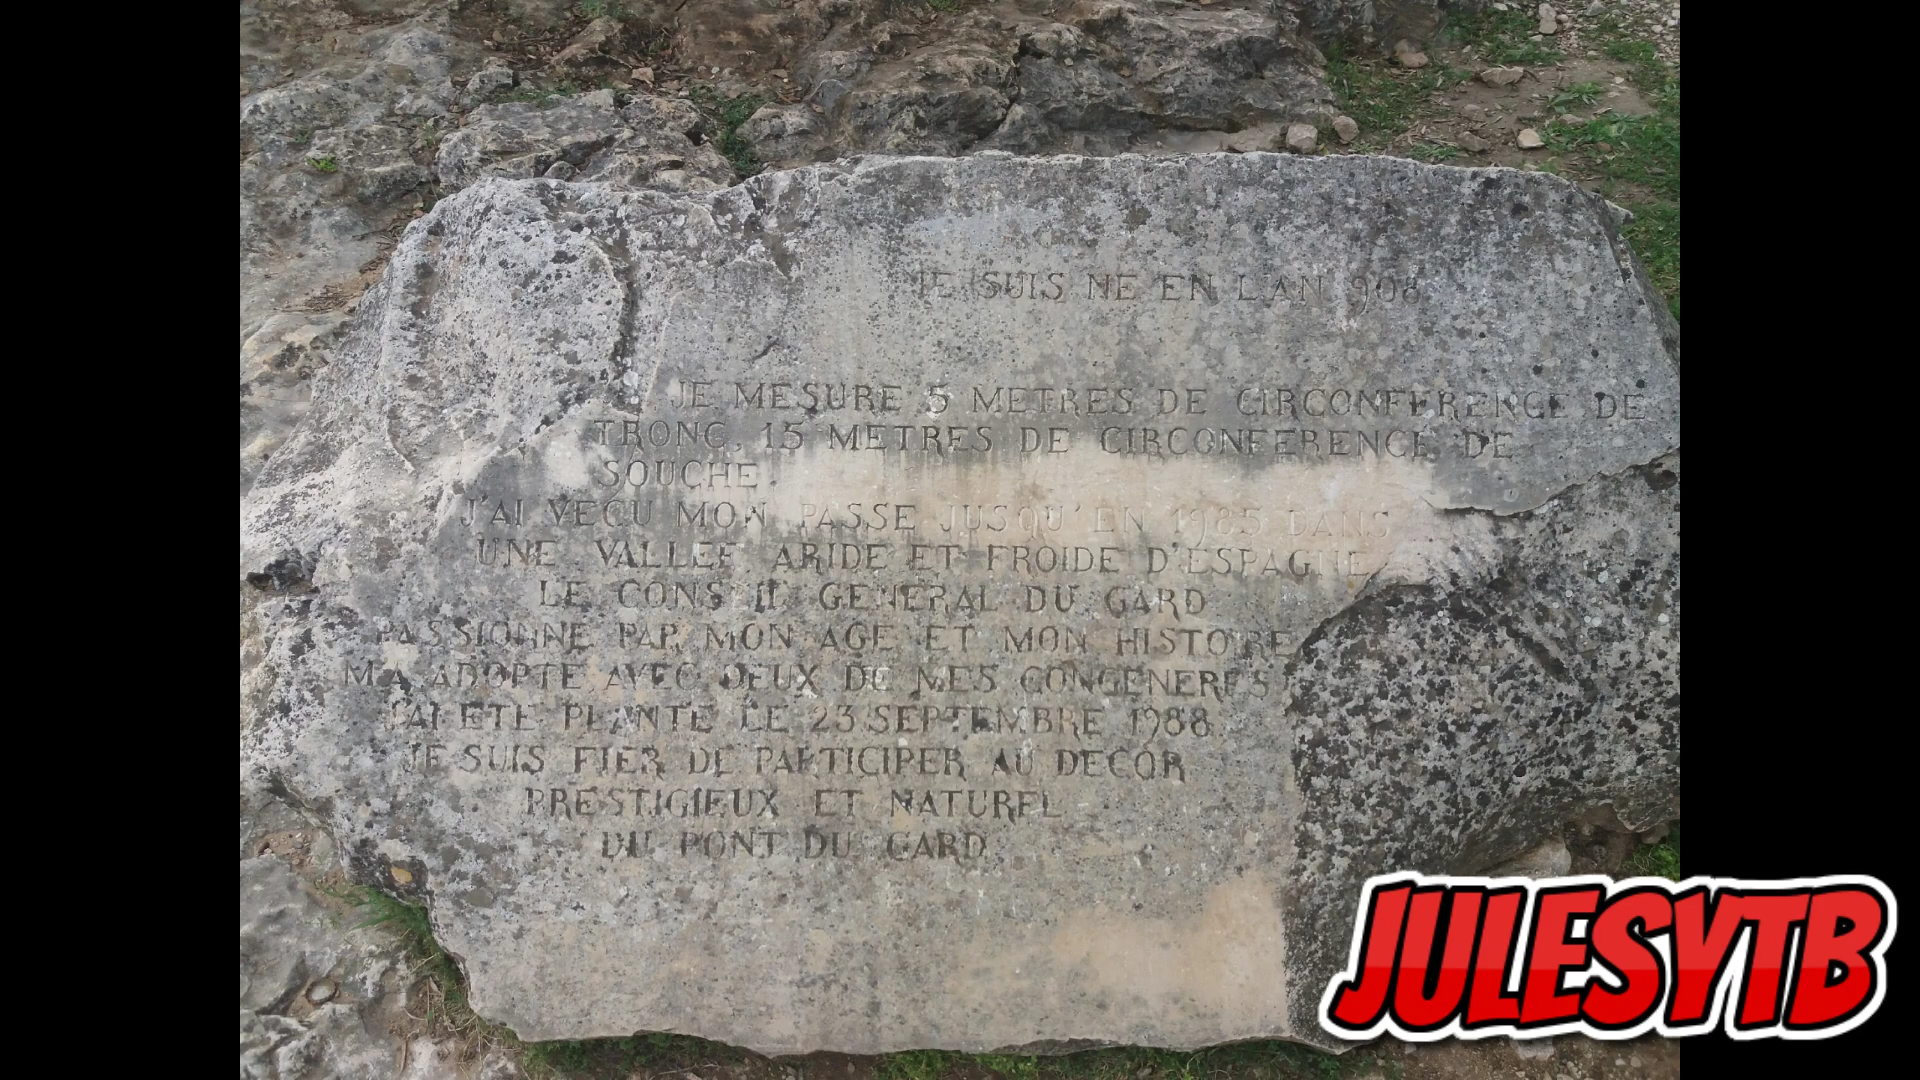 JE SUIS NE EN L'AN 908
JE MESURE 5 METRES DE CIRCONFERENCE DE
TRONC, 15 METRES DE CIRCONFERENCE DE
SOUCHE.
J'AI VECU MON PASSE JUSQU'EN 1985 DANS
UNE VALLEE ARIDE ET FROIDE D'ESPAGNE
LE CONSEIL GENERAL DU GARD
PASSIONNE PAR MON AGE ET MON HISTOIRE
M'A ADOPTE AVEC DEUX DE MES CONGENERES
J'AI ETE PLANTE LE 23 SEPTEMBRE 1988
JE SUIS FIER DE PARTICIPER AU DECOR
PRESTIGIEUX ET NATUREL
DU PONT DU GARD
JULESYTB